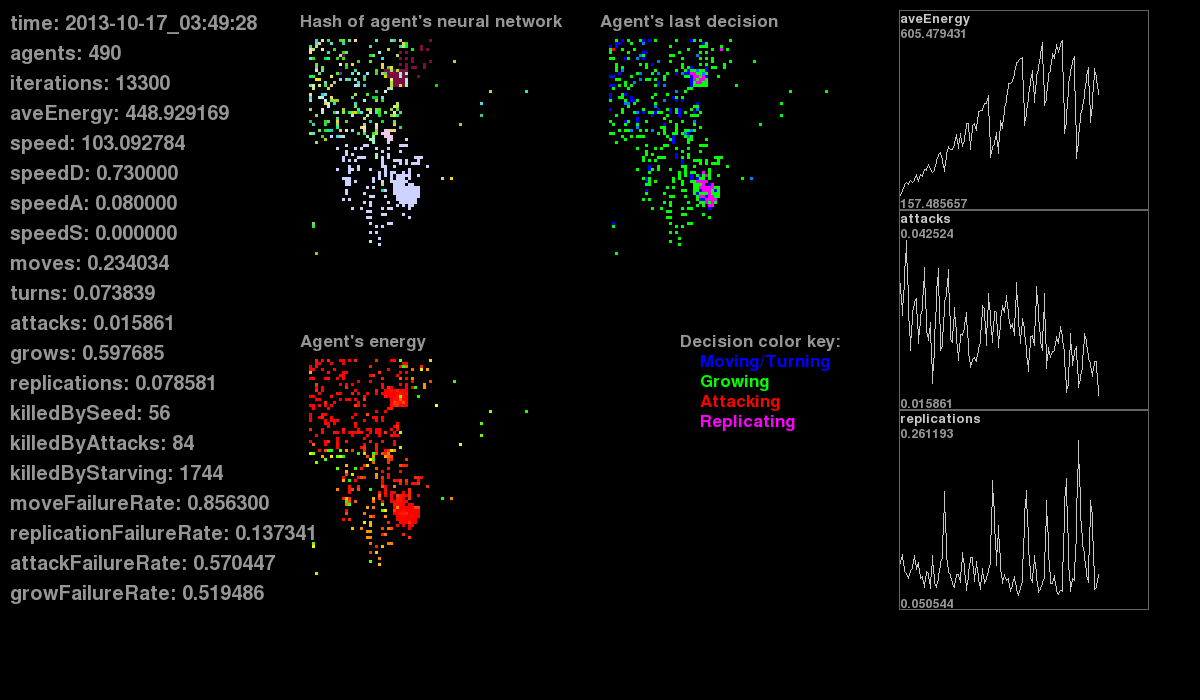 time: 2013-10-17_03:49:28
agents: 490
iterations: 13300
aveEnergy: 448.929169
speed: 103.092784
speedD: 0.730000
speedA: 0.080000
speedS: 0.000000
moves: 0.234034
turns: 0.073839
attacks: 0.015861
grows: 0.597685
replications: 0.078581
killedBySeed: 56
killedByAttacks: 84
killedByStarving: 1744
moveFailureRate: 0.856300
replicationFailureRate: 0.137341
attackFailureRate: 0.570447
growFailureRate: 0.519486
Hash of agent's neural network
Agent's last decision
Agent's energy
Decision color key:
Moving/Turning
Growing
Attacking
Replicating
aveEnergy
605.479431
157.485657
attacks
0.042524
0.015861
replications
0.261193
0.050544